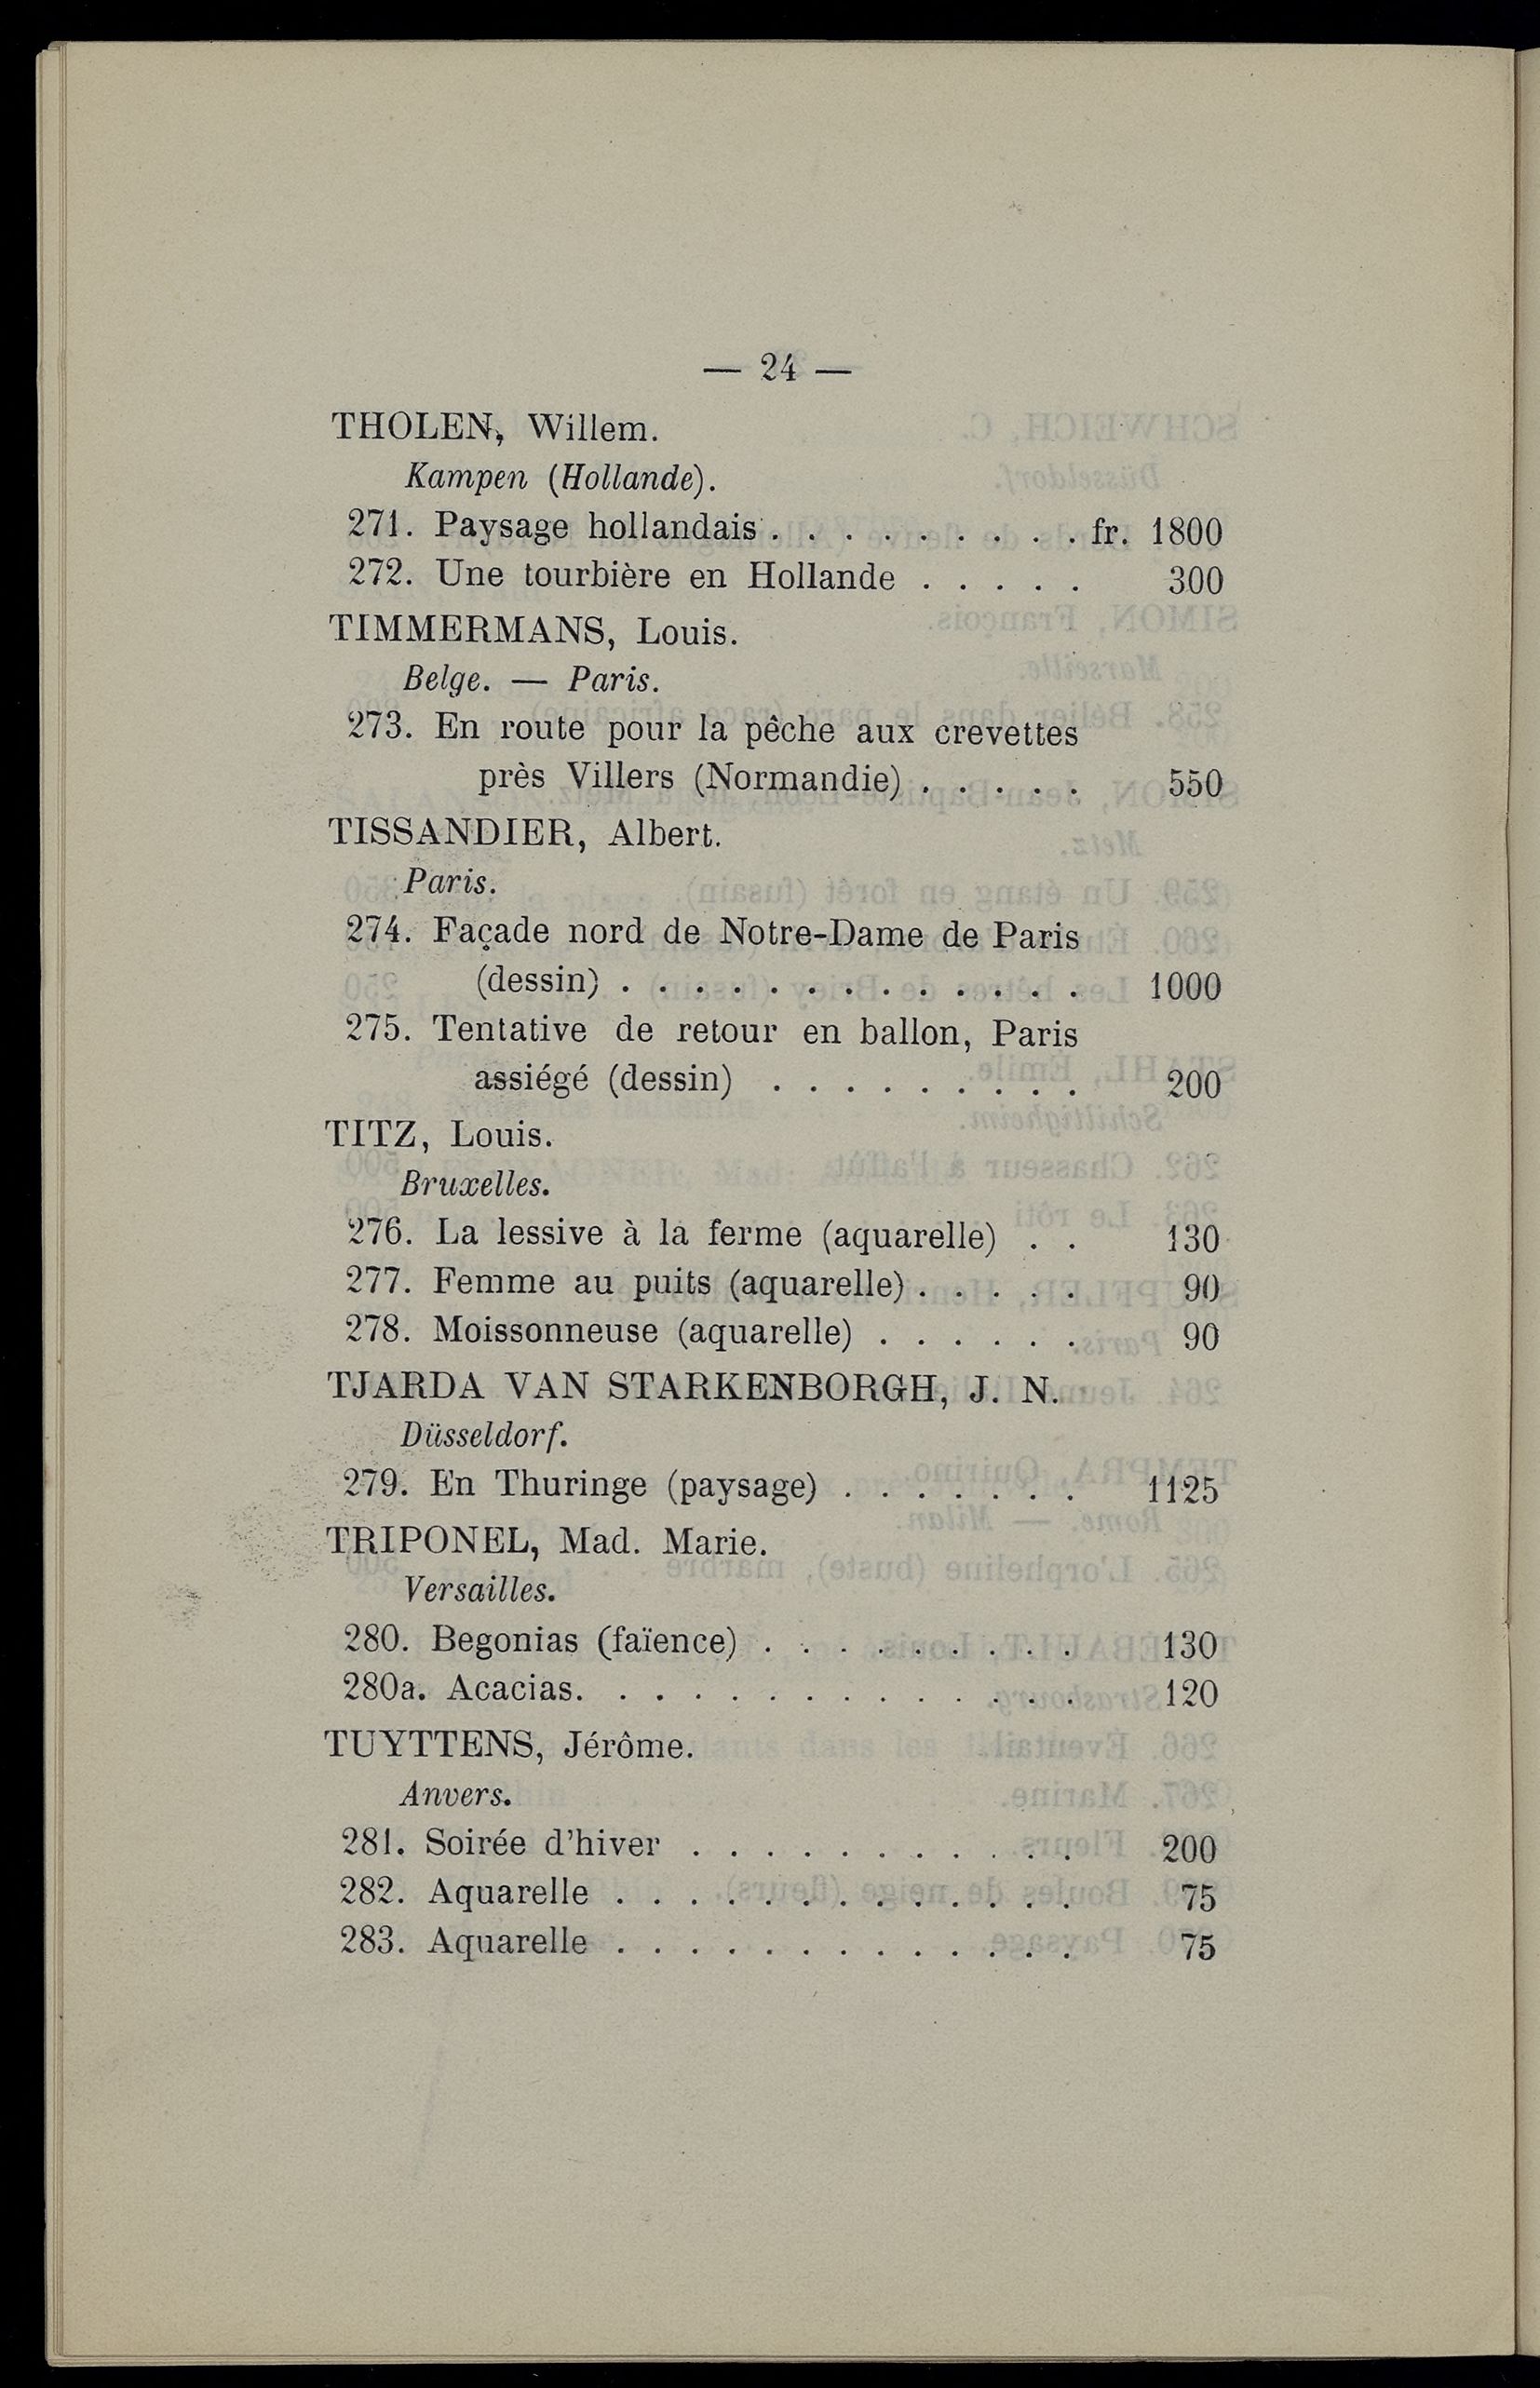 — 24 —
THOLEN, Willem.
Kampen (Hollande).
271. Paysage hollandais . . . . . . . . . fr. 1800
272. Une tourbière en Hollande . . . . . 300
TIMMERMANS, Louis.
Belge. — Paris.
273. En route pour la pêche aux crevettes
près Villers (Normandie) . . . . . 550
TISSANDIER, Albert.
Paris.
274. Façade nord de Notre-Dame de Paris
(dessin) . . . . . . . . . . . . . 1000
275. Tentative de retour en ballon, Paris
assiégé (dessin) . . . . . . . . . 200
TITZ, Louis.
Bruxelles.
276. La lessive à la ferme (aquarelle) . . 130
277. Femme au puits (aquarelle) . . . . . 90
278. Moissonneuse (aquarelle) . . . . . . 90
TJARDA VAN STARKENBORGH, J. N.
Düsseldorf.
279. En Thuringe (paysage) . . . . . . . 1125
TRIPONEL, Mad. Marie.
Versailles.
280. Begonias (faïence) . . . . . . . . . 130
280a. Acacias. . . . . . . . . . . . . . 120
TUYTTENS, Jérôme.
Anvers.
281. Soirée d'hiver . . . . . . . . . . . 200
282. Aquarelle . . . . . . . . . . . . . 75
283. Aquarelle . . . . . . . . . . . . . 75